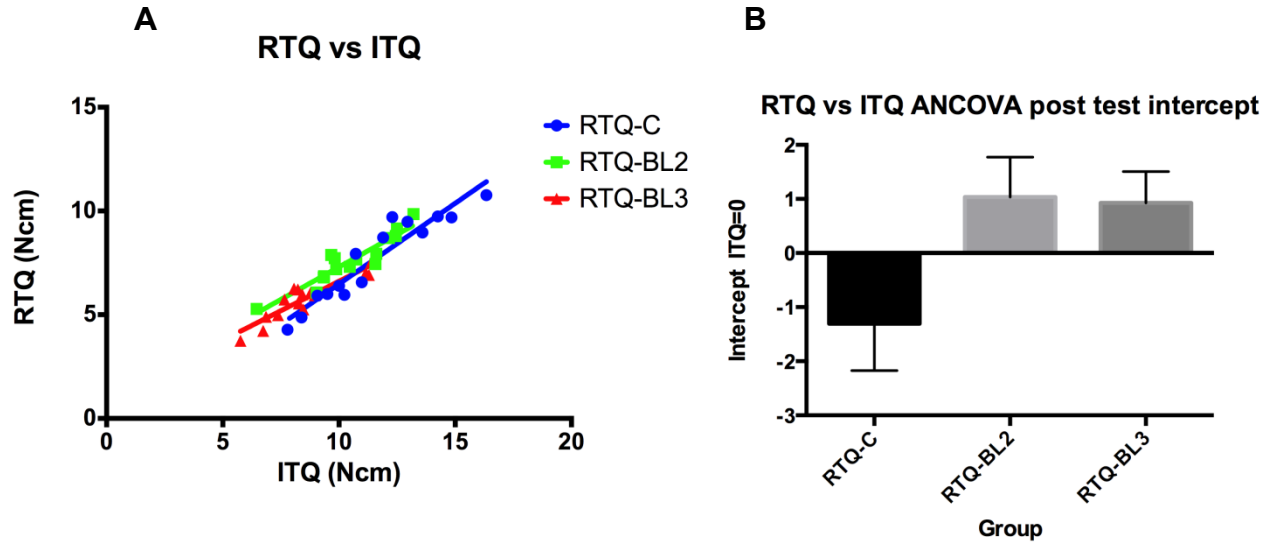 A
RTQ vs ITQ
RTQ (Ncm)
15
10
5
0
0 5 10 15 20
ITQ (Ncm)
RTQ-C
RTQ-BL2
RTQ-BL3
B
RTQ vs ITQ ANCOVA post test intercept
Intercept ITQ=0
2
1
0
-1
-2
-3
RTQ-C
RTQ-BL2
RTQ-BL3
Group